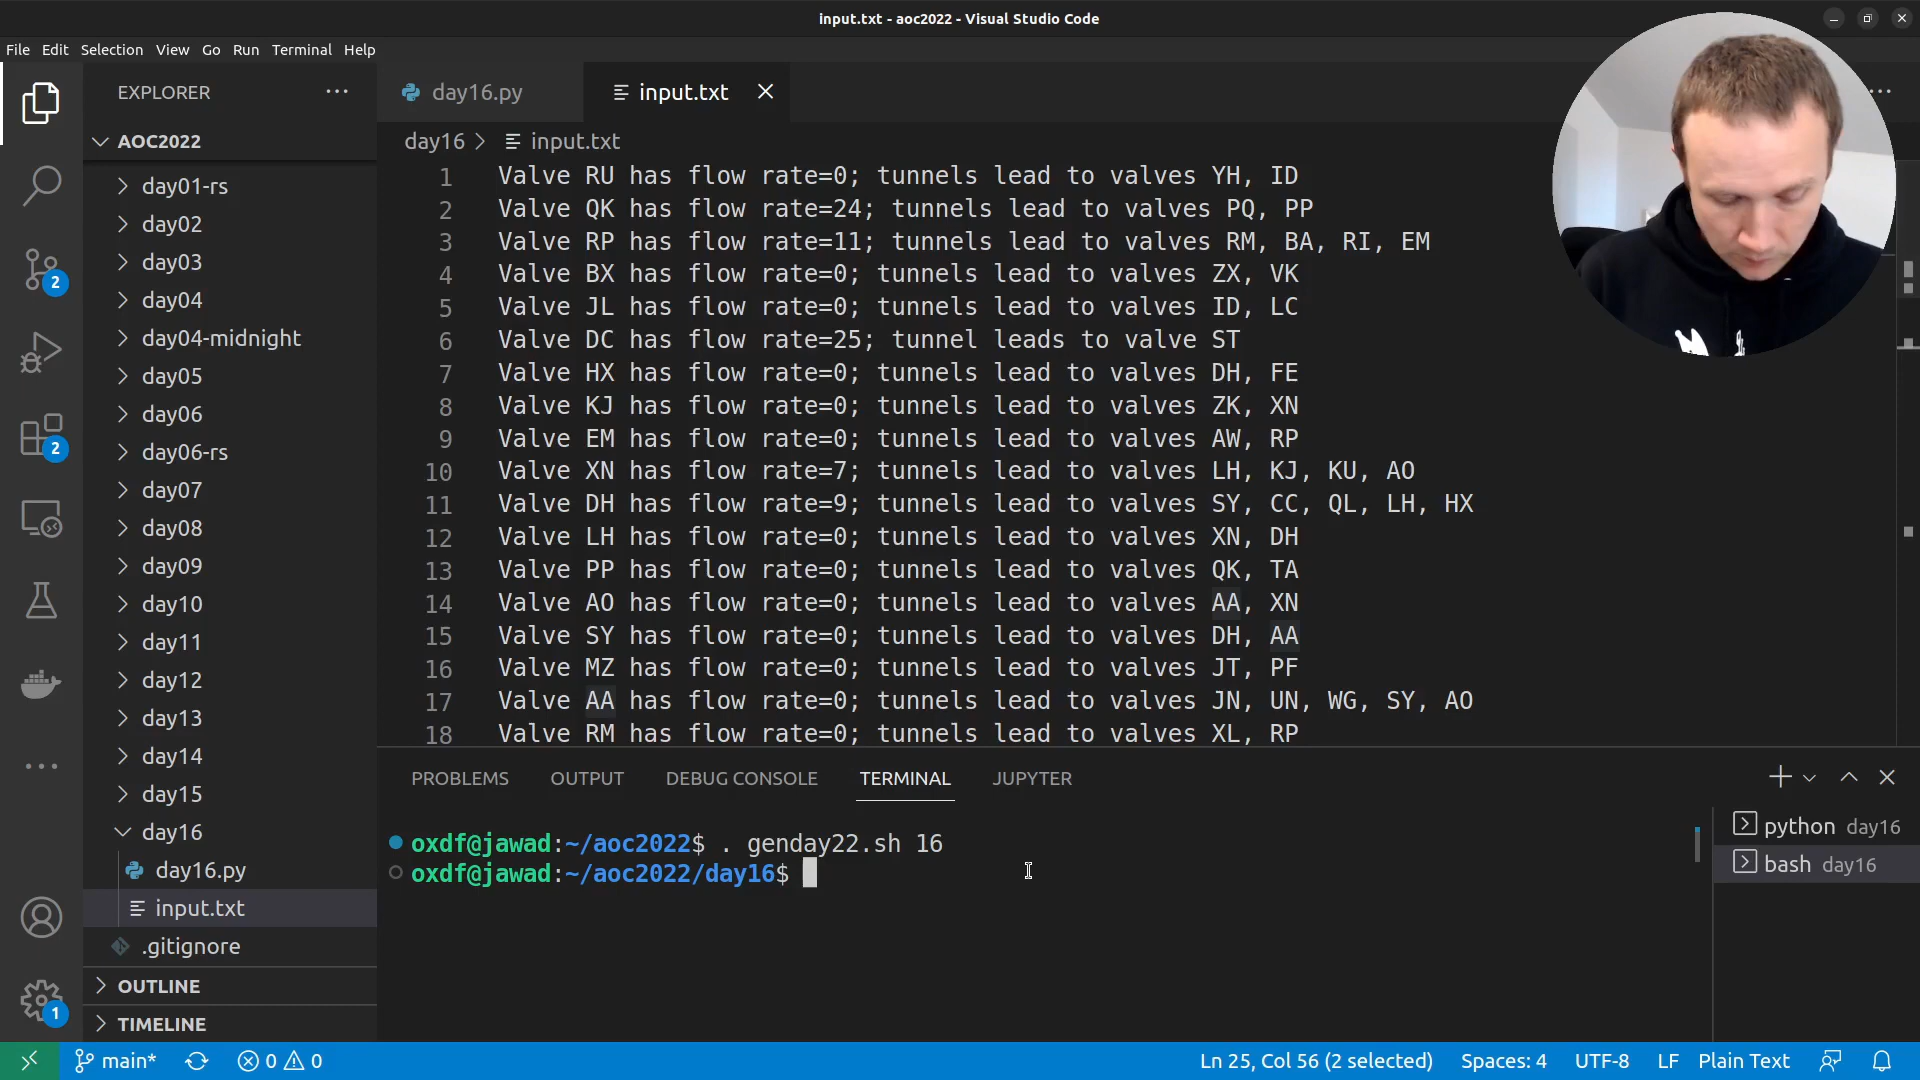 input.txt - aoc2022 - Visual Studio Code
File Edit Selection View Go Run Terminal Help
EXPLORER
AOC2022
day01-rs
day02
day03
day04
day04-midnight
day05
day06
day06-rs
day07
day08
day09
day10
day11
day12
day13
day14
day15
day16
day16.py
input.txt
.gitignore
OUTLINE
TIMELINE
2
2
1
day16.py
input.txt
day16 > input.txt
1 Valve RU has flow rate=0; tunnels lead to valves YH, ID
2 Valve QK has flow rate=24; tunnels lead to valves PQ, PP
3 Valve RP has flow rate=11; tunnels lead to valves RM, BA, RI, EM
4 Valve BX has flow rate=0; tunnels lead to valves ZX, VK
5 Valve JL has flow rate=0; tunnels lead to valves ID, LC
6 Valve DC has flow rate=25; tunnel leads to valve ST
7 Valve HX has flow rate=0; tunnels lead to valves DH, FE
8 Valve KJ has flow rate=0; tunnels lead to valves ZK, XN
9 Valve EM has flow rate=0; tunnels lead to valves AW, RP
10 Valve XN has flow rate=7; tunnels lead to valves LH, KJ, KU, AO
11 Valve DH has flow rate=9; tunnels lead to valves SY, CC, QL, LH, HX
12 Valve LH has flow rate=0; tunnels lead to valves XN, DH
13 Valve PP has flow rate=0; tunnels lead to valves QK, TA
14 Valve AO has flow rate=0; tunnels lead to valves AA, XN
15 Valve SY has flow rate=0; tunnels lead to valves DH, AA
16 Valve MZ has flow rate=0; tunnels lead to valves JT, PF
17 Valve AA has flow rate=0; tunnels lead to valves JN, UN, WG, SY, AO
18 Valve RM has flow rate=0; tunnels lead to valves XL, RP
PROBLEMS OUTPUT DEBUG CONSOLE TERMINAL JUPYTER
oxdf@jawad:~/aoc2022$ . genday22.sh 16
oxdf@jawad:~/aoc2022/day16$
python day16
bash day16
main* 0 0 Ln 25, Col 56 (2 selected) Spaces: 4 UTF-8 LF Plain Text